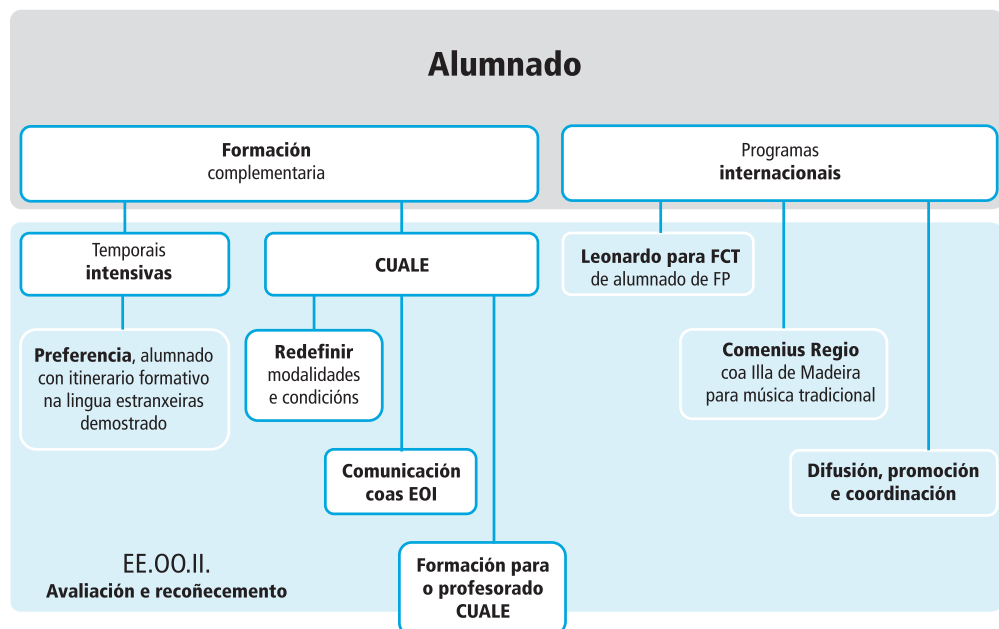 Alumnado
Formación
complementaria
Programas
internacionais
Temporais
intensivas
CUALE
Leonardo para FCT
de alumnado de FP
Preferencia, alumnado
con itinerario formativo
na lingua estranxeiras
demostrado
Redefinir
modalidades
e condicións
Comenius Regio
coa Illa de Madeira
para música tradicional
Comunicación
coas EOI
Difusión, promoción
e coordinación
EE.OO.II.
Avaliación e recoñecemento
Formación para
o profesorado
CUALE